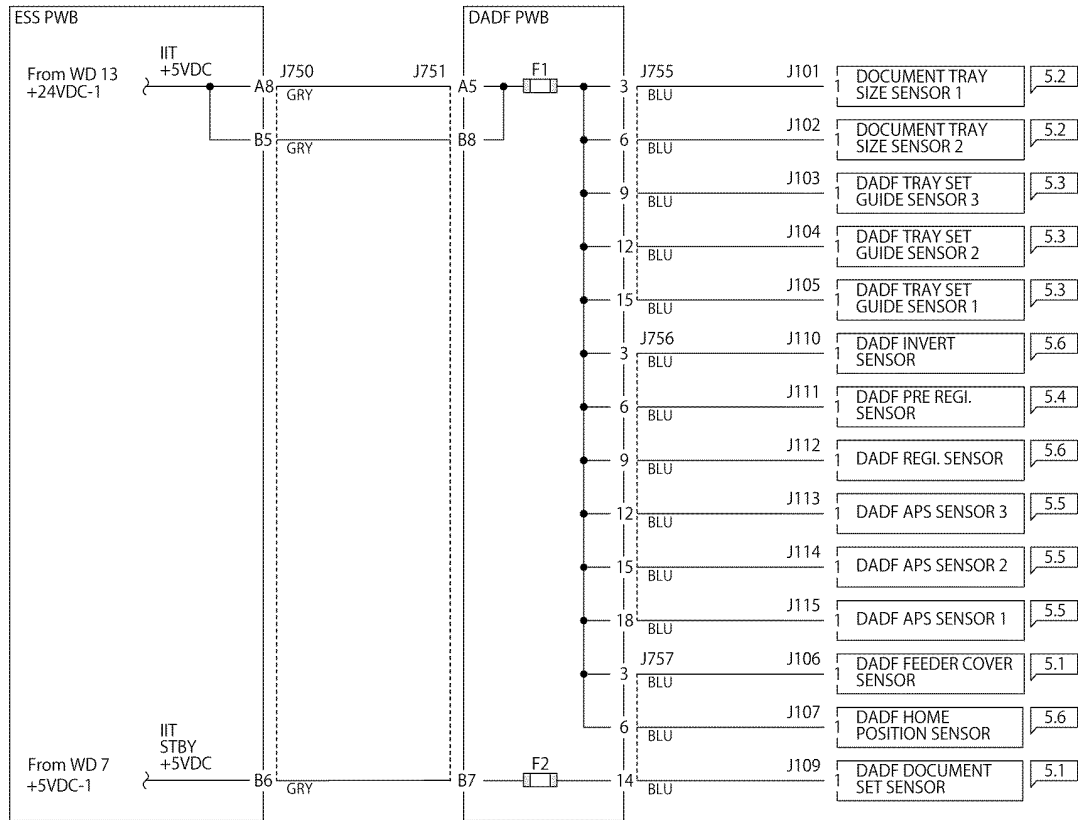 ESS PWB
DADF PWB
IIT
+5VDC
From WD 13
+24VDC-1
A8
J750
GRY
J751
A5
F1
3
J755
BLU
J101
1
DOCUMENT TRAY
SIZE SENSOR 1
5.2
B5
GRY
B8
6
BLU
J102
1
DOCUMENT TRAY
SIZE SENSOR 2
5.2
9
BLU
J103
1
DADF TRAY SET
GUIDE SENSOR 3
5.3
12
BLU
J104
1
DADF TRAY SET
GUIDE SENSOR 2
5.3
15
BLU
J105
1
DADF TRAY SET
GUIDE SENSOR 1
5.3
3
J756
BLU
J110
1
DADF INVERT
SENSOR
5.6
6
BLU
J111
1
DADF PRE REGI.
SENSOR
5.4
9
BLU
J112
1
DADF REGI. SENSOR
5.6
12
BLU
J113
1
DADF APS SENSOR 3
5.5
15
BLU
J114
1
DADF APS SENSOR 2
5.5
18
BLU
J115
1
DADF APS SENSOR 1
5.5
3
J757
BLU
J106
1
DADF FEEDER COVER
SENSOR
5.1
6
BLU
J107
1
DADF HOME
POSITION SENSOR
5.6
IIT
STBY
+5VDC
From WD 7
+5VDC-1
B6
GRY
B7
F2
14
BLU
J109
1
DADF DOCUMENT
SET SENSOR
5.1